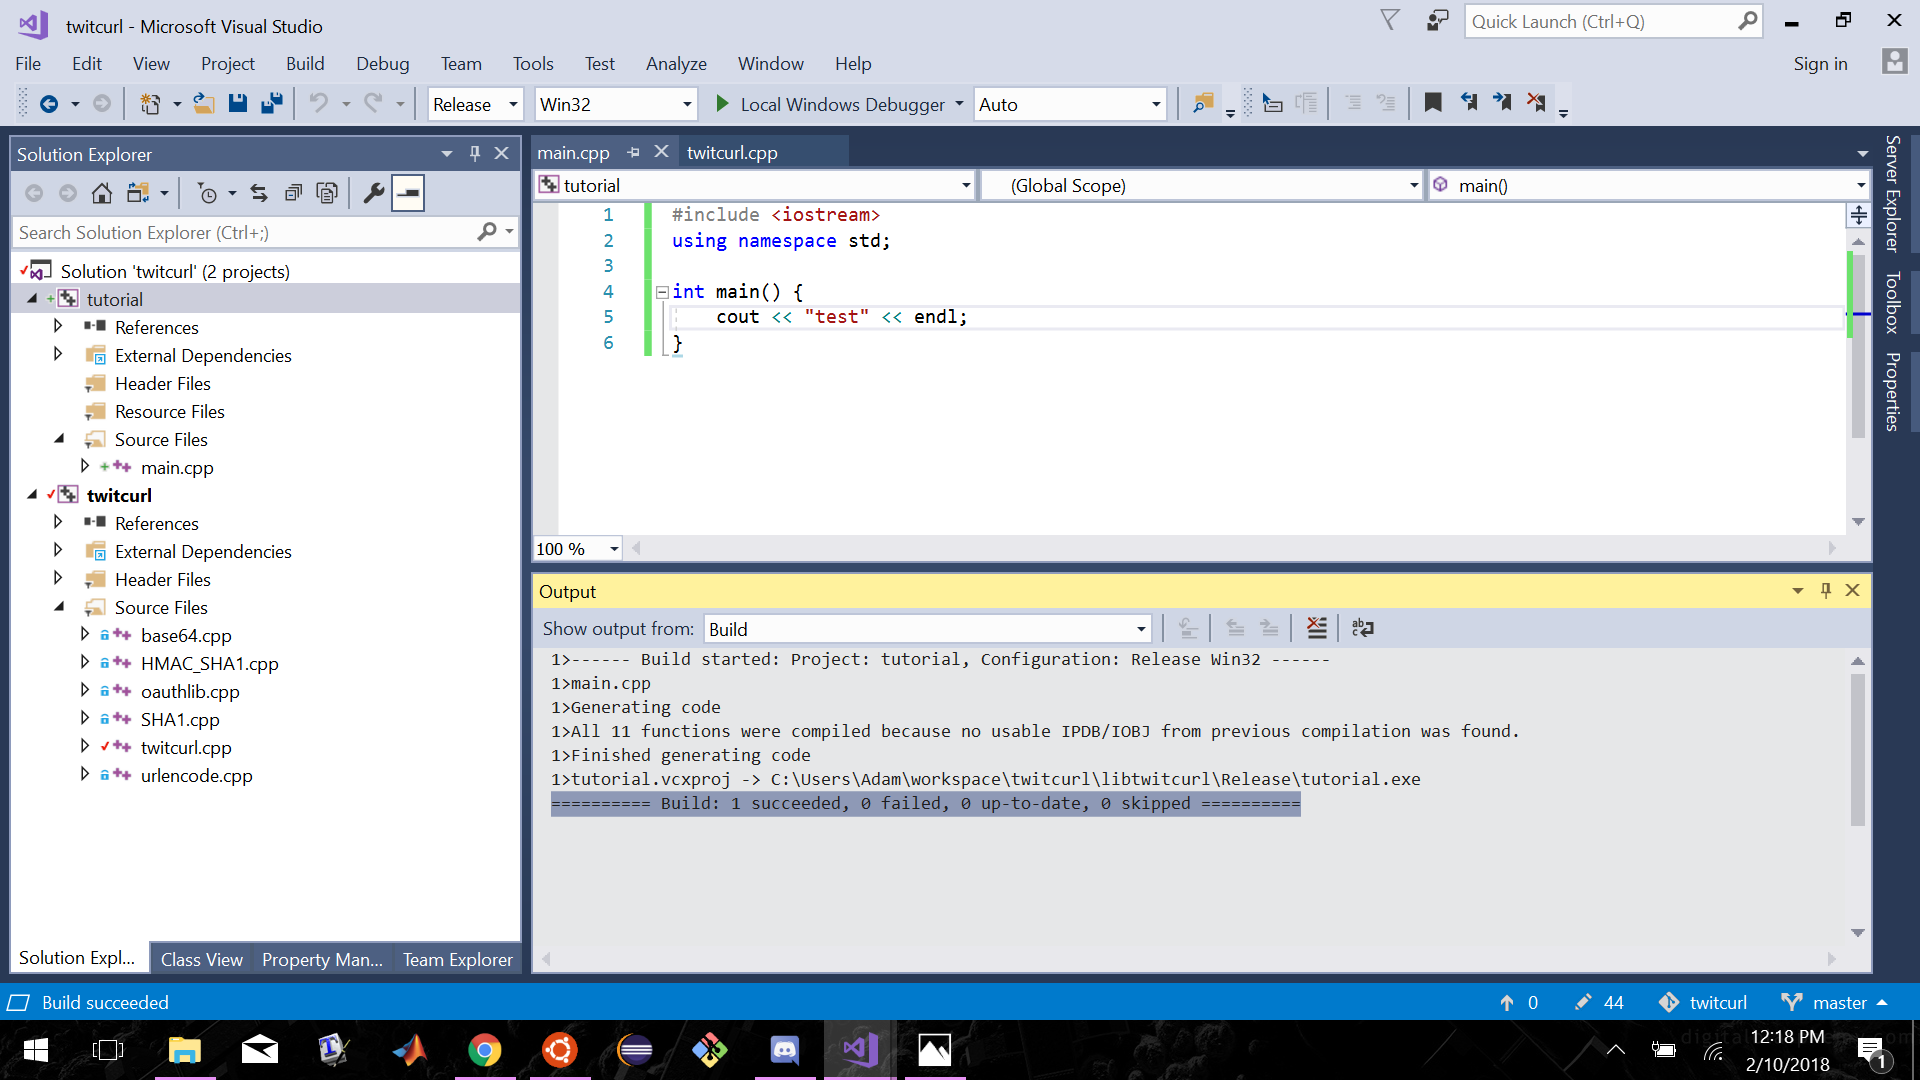 twitcurl - Microsoft Visual Studio
Quick Launch (Ctrl+Q)
File Edit View Project Build Debug Team Tools Test Analyze Window Help
Sign in
Release Win32 Local Windows Debugger Auto
Solution Explorer
Search Solution Explorer (Ctrl+;)
Solution 'twitcurl' (2 projects)
tutorial
References
External Dependencies
Header Files
Resource Files
Source Files
main.cpp
twitcurl
References
External Dependencies
Header Files
Source Files
base64.cpp
HMAC_SHA1.cpp
oauthlib.cpp
SHA1.cpp
twitcurl.cpp
urlencode.cpp
Solution Expl... Class View Property Man... Team Explorer
main.cpp twitcurl.cpp
tutorial (Global Scope) main()
1 #include <iostream>
2 using namespace std;
3
4 int main() {
5 cout << "test" << endl;
6 }
100 %
Output
Show output from: Build
1>------ Build started: Project: tutorial, Configuration: Release Win32 ------
1>main.cpp
1>Generating code
1>All 11 functions were compiled because no usable IPDB/IOBJ from previous compilation was found.
1>Finished generating code
1>tutorial.vcxproj -> C:\Users\Adam\workspace\twitcurl\libtwitcurl\Release\tutorial.exe
========== Build: 1 succeeded, 0 failed, 0 up-to-date, 0 skipped ==========
Server Explorer
Toolbox
Properties
Build succeeded
0 44 twitcurl master
12:18 PM
2/10/2018
1